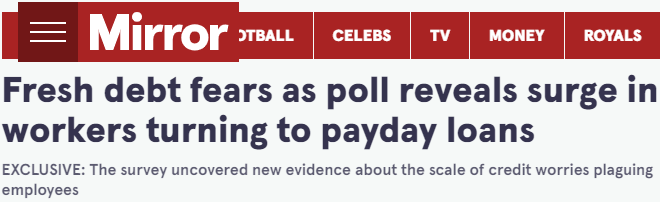 Mirror OTBALL CELEBS TV MONEY ROYALS
Fresh debt fears as poll reveals surge in
workers turning to payday loans
EXCLUSIVE: The survey uncovered new evidence about the scale of credit worries plaguing
employees